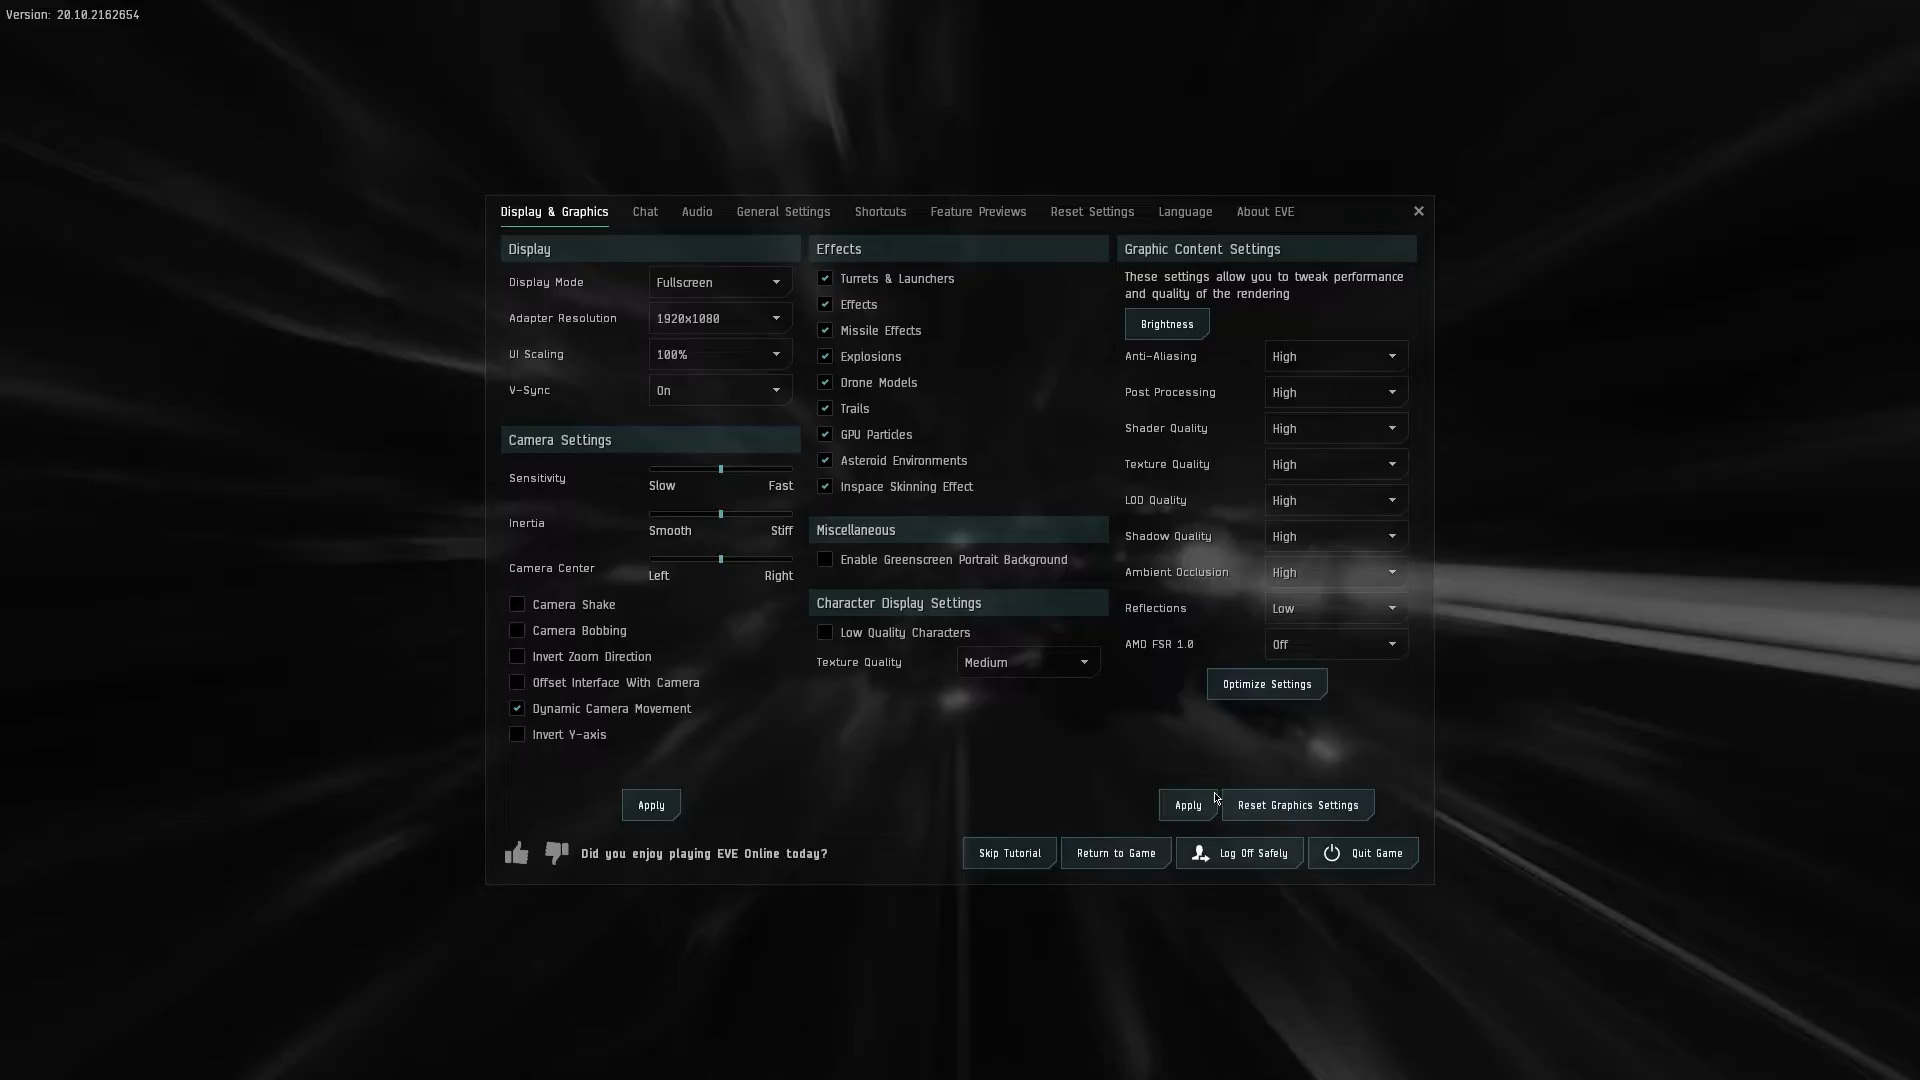 Version: 20.10.2162654
Display & Graphics
Chat
Audio
General Settings
Shortcuts
Feature Previews
Reset Settings
Language
About EVE
Display
Display Mode
Fullscreen
Adapter Resolution
1920x1080
UI Scaling
100%
V-Sync
On
Camera Settings
Sensitivity
Slow
Fast
Inertia
Smooth
Stiff
Camera Center
Left
Right
Camera Shake
Camera Bobbing
Invert Zoom Direction
Offset Interface With Camera
Dynamic Camera Movement
Invert Y-axis
Apply
Effects
Turrets & Launchers
Effects
Missile Effects
Explosions
Drone Models
Trails
GPU Particles
Asteroid Environments
Inspace Skinning Effect
Miscellaneous
Enable Greenscreen Portrait Background
Character Display Settings
Low Quality Characters
Texture Quality
Medium
Graphic Content Settings
These settings allow you to tweak performance
and quality of the rendering
Brightness
Anti-Aliasing
High
Post Processing
High
Shader Quality
High
Texture Quality
High
LOD Quality
High
Shadow Quality
High
Ambient Occlusion
High
Reflections
Low
AMD FSR 1.0
Off
Optimize Settings
Apply
Reset Graphics Settings
Did you enjoy playing EVE Online today?
Skip Tutorial
Return to Game
Log Off Safely
Quit Game